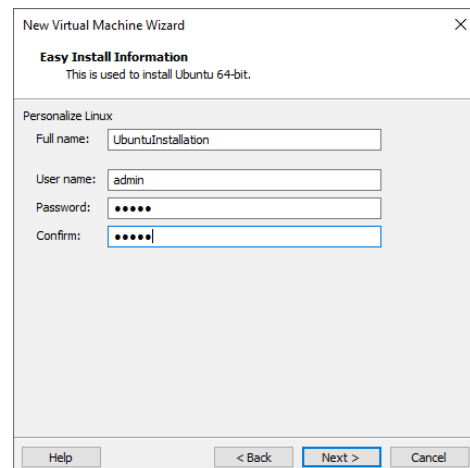 New Virtual Machine Wizard
Easy Install Information
This is used to install Ubuntu 64-bit.
Personalize Linux
Full name: UbuntuInstallation
User name: admin
Password: •••••
Confirm: •••••
Help < Back Next > Cancel